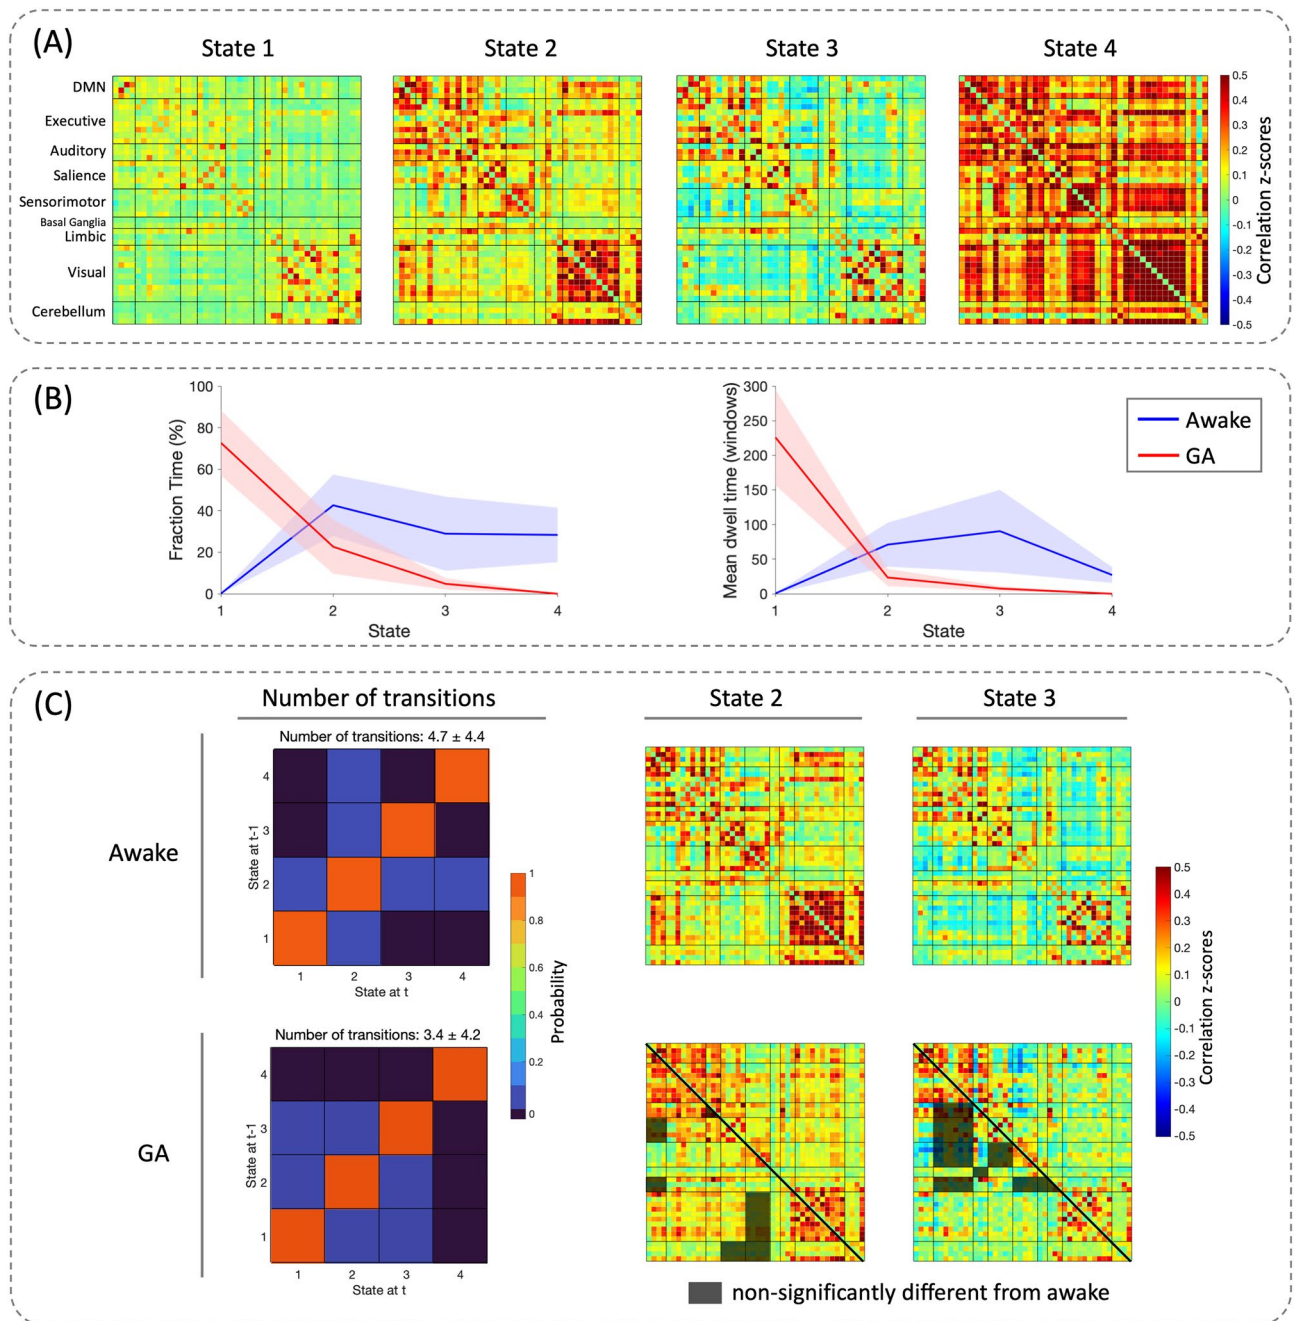 (A)
State 1
State 2
State 3
State 4
DMN
Executive
Auditory
Salience
Sensorimotor
Basal Ganglia
Limbic
Visual
Cerebellum
0.5
0.4
0.3
0.2
0.1
0
-0.1
-0.2
-0.3
-0.4
-0.5
Correlation z-scores
(B)
Fraction Time (%)
100
80
60
40
20
0
1 2 3 4
State
Mean dwell time (windows)
300
250
200
150
100
50
0
1 2 3 4
State
Awake
GA
(C)
Number of transitions
State 2
State 3
Awake
Number of transitions: 4.7 ± 4.4
State at t-1
4
3
2
1
1 2 3 4
State at t
1
0.8
0.6
0.4
0.2
0
Probability
0.5
0.4
0.3
0.2
0.1
0
-0.1
-0.2
-0.3
-0.4
-0.5
Correlation z-scores
GA
Number of transitions: 3.4 ± 4.2
State at t-1
4
3
2
1
1 2 3 4
State at t
non-significantly different from awake